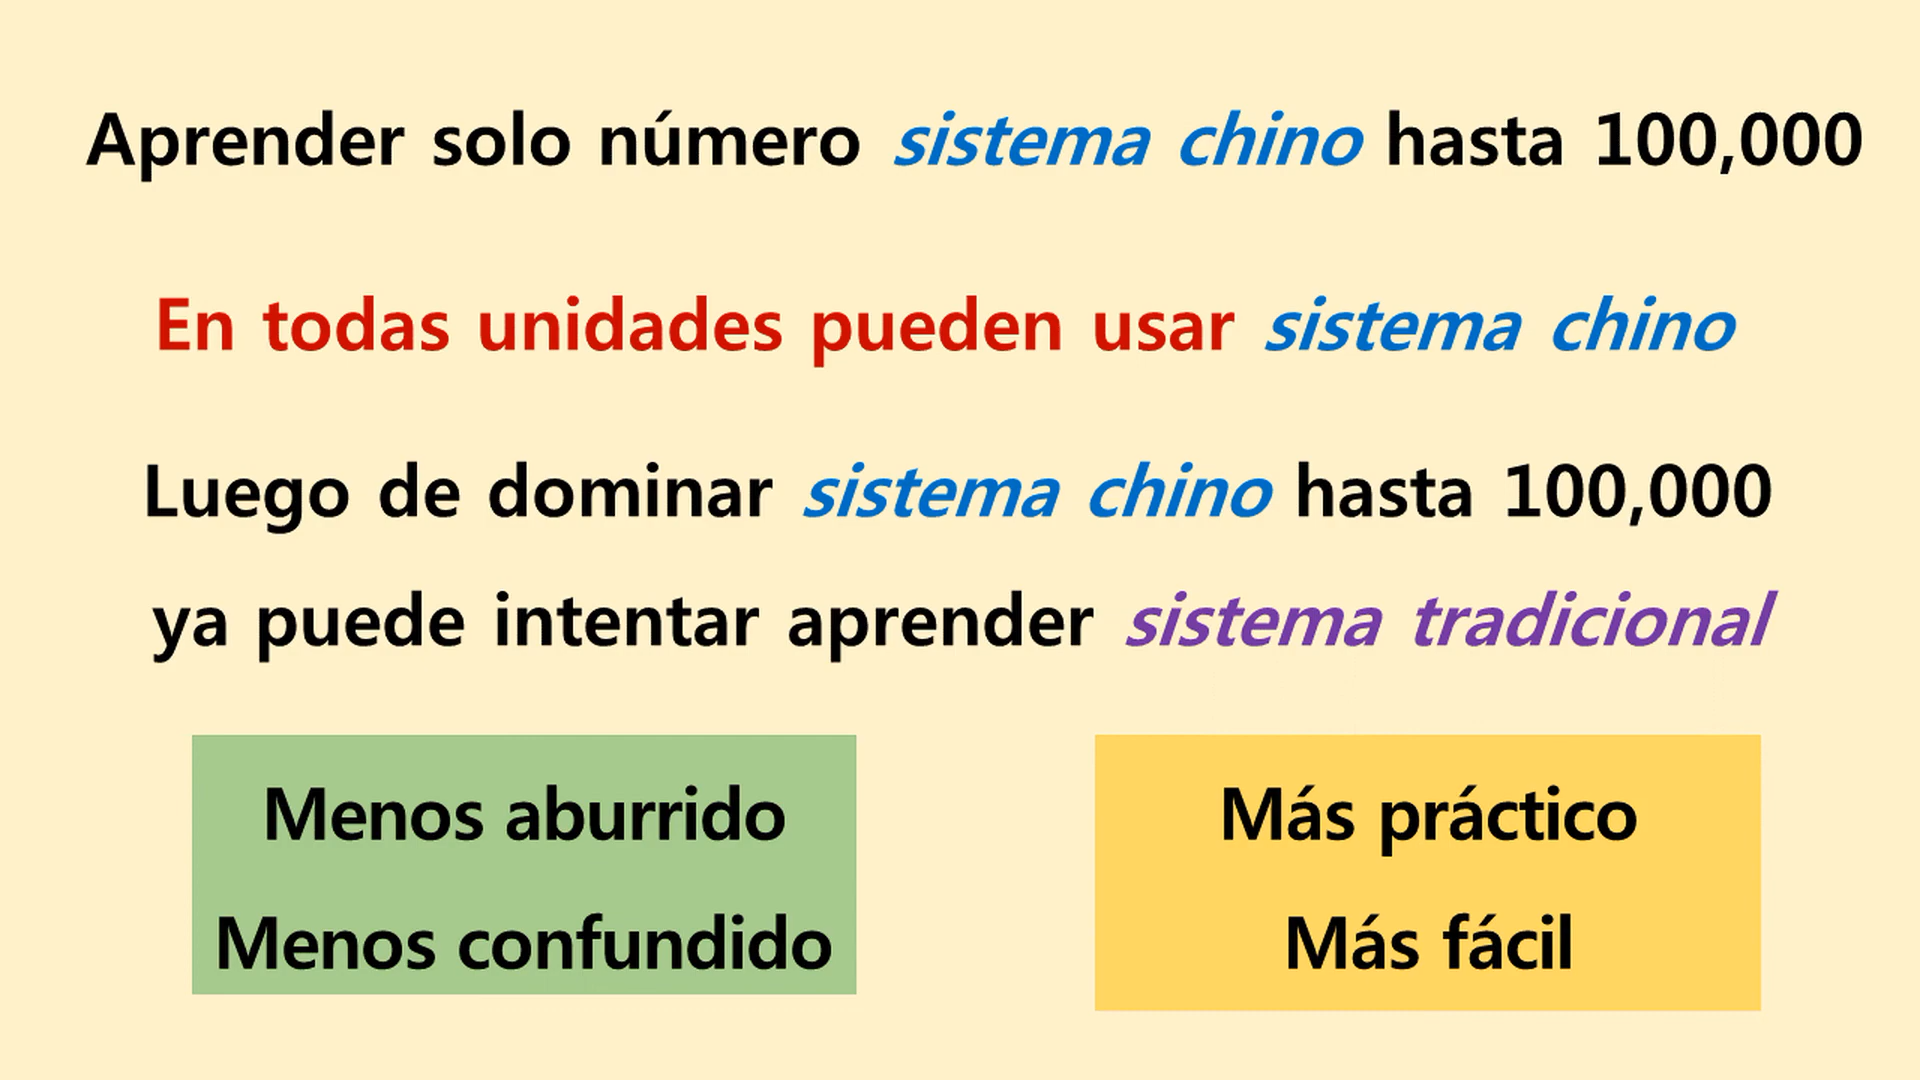 Aprender solo número sistema chino hasta 100,000
En todas unidades pueden usar sistema chino
Luego de dominar sistema chino hasta 100,000
ya puede intentar aprender sistema tradicional
Menos aburrido
Menos confundido
Más práctico
Más fácil